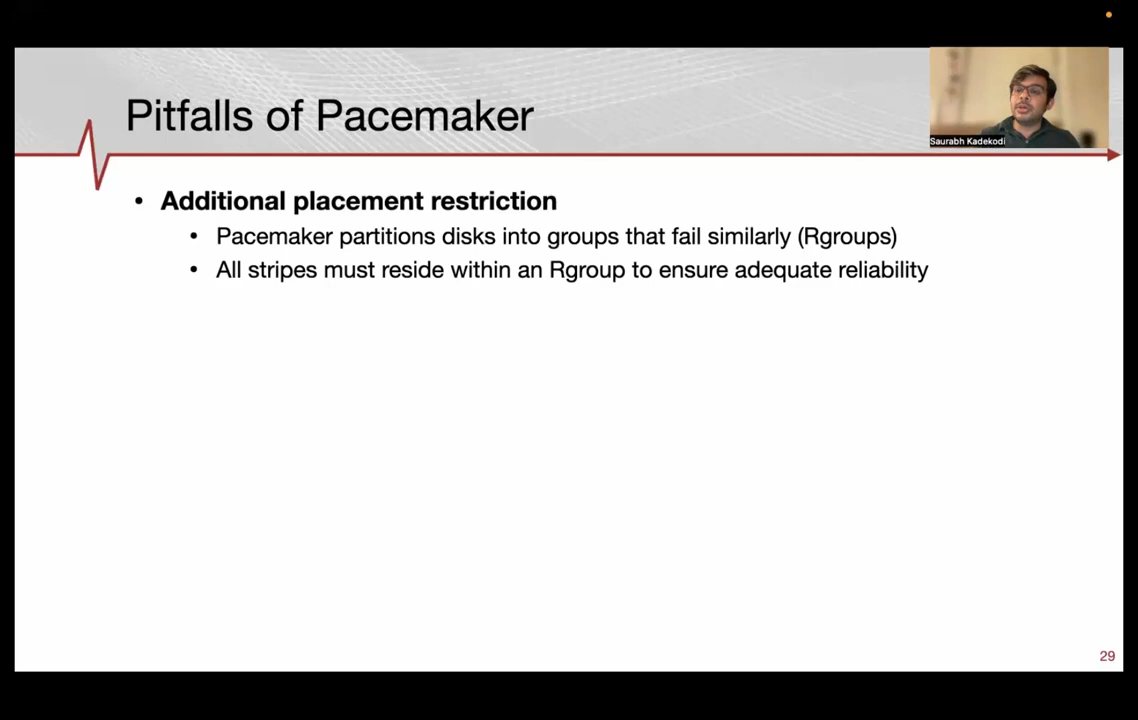 Pitfalls of Pacemaker
Saurabh Kadekodi
• Additional placement restriction
• Pacemaker partitions disks into groups that fail similarly (Rgroups)
• All stripes must reside within an Rgroup to ensure adequate reliability
29